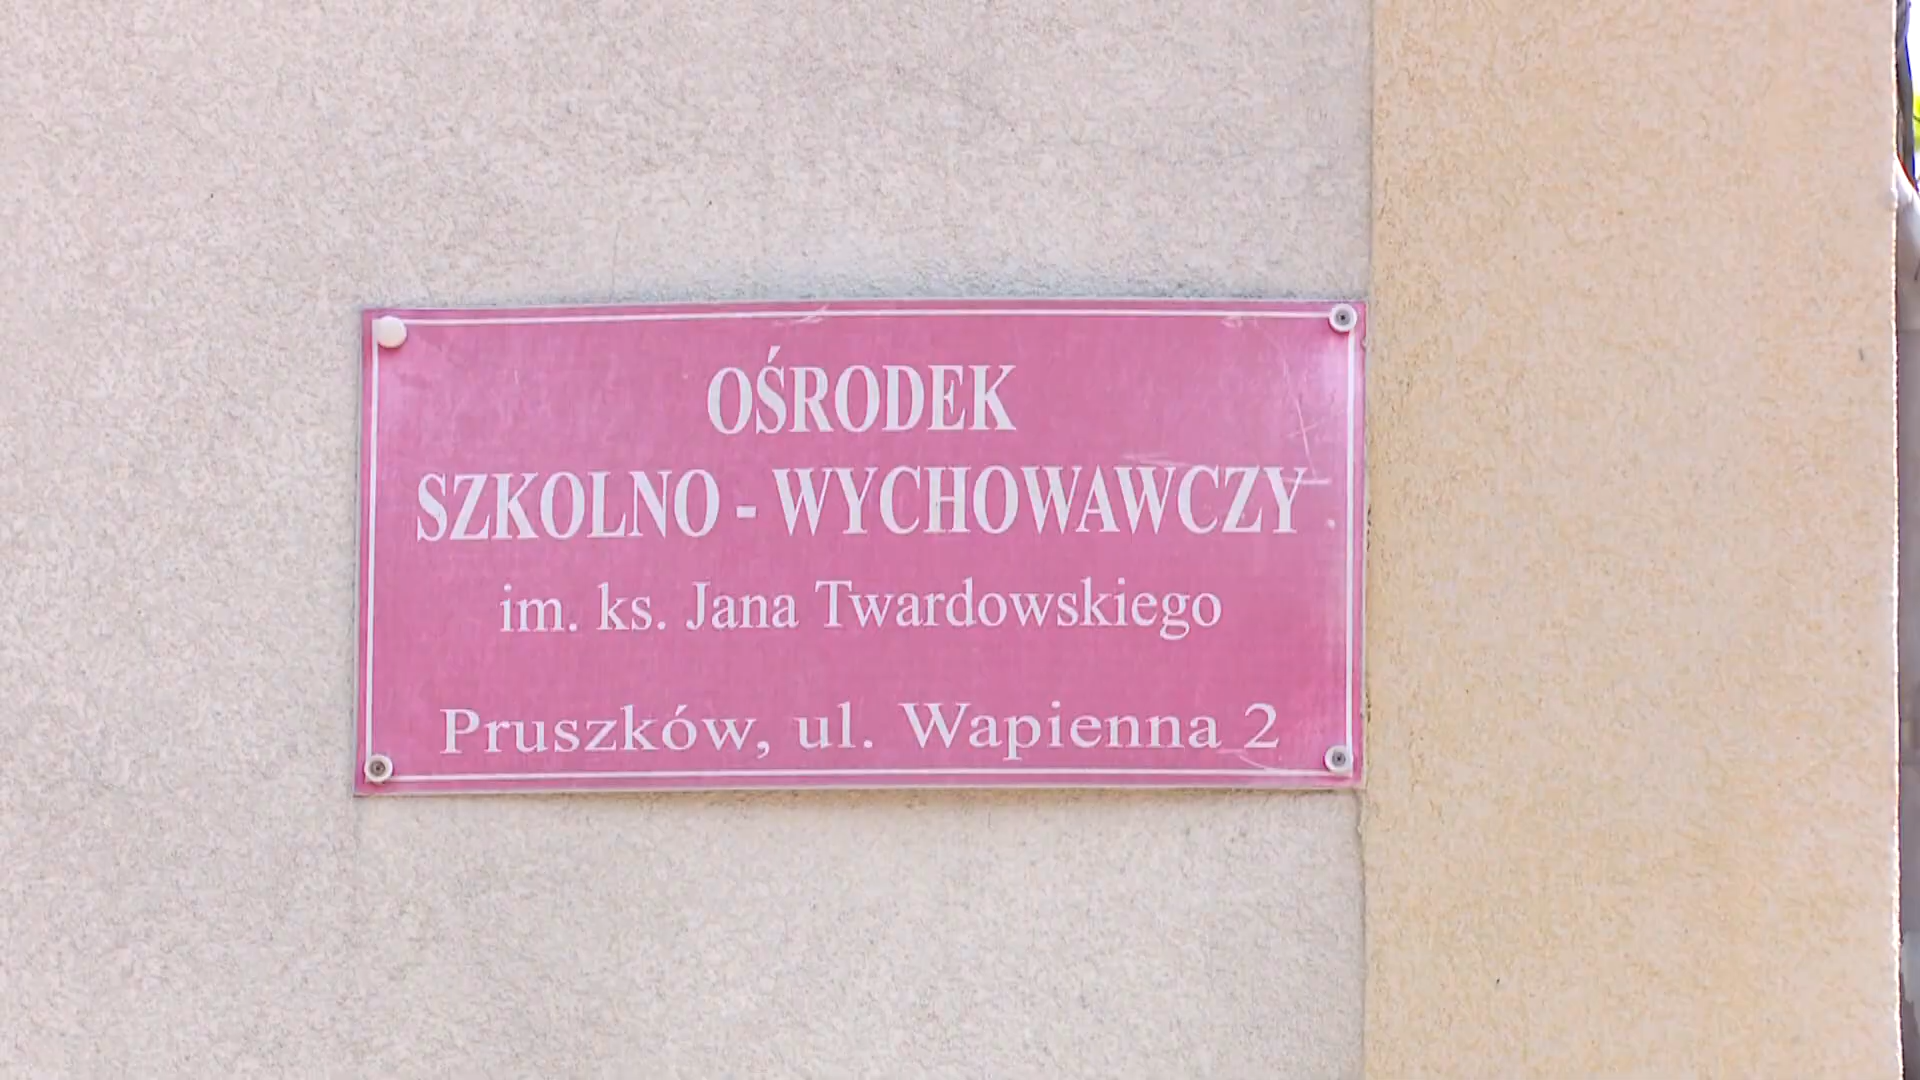 OŚRODEK
SZKOLNO - WYCHOWAWCZY
im. ks. Jana Twardowskiego
Pruszków, ul. Wapienna 2